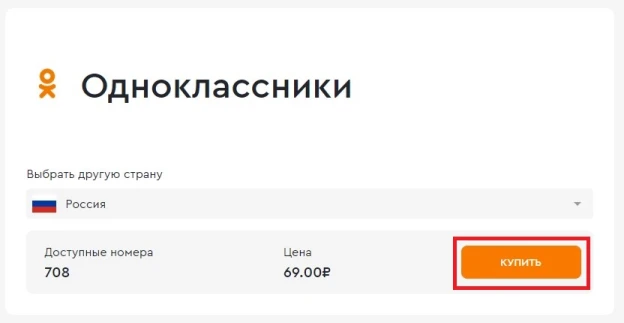 Одноклассники
Выбрать другую страну
Россия
Доступные номера
708
Цена
69.00₽
КУПИТЬ